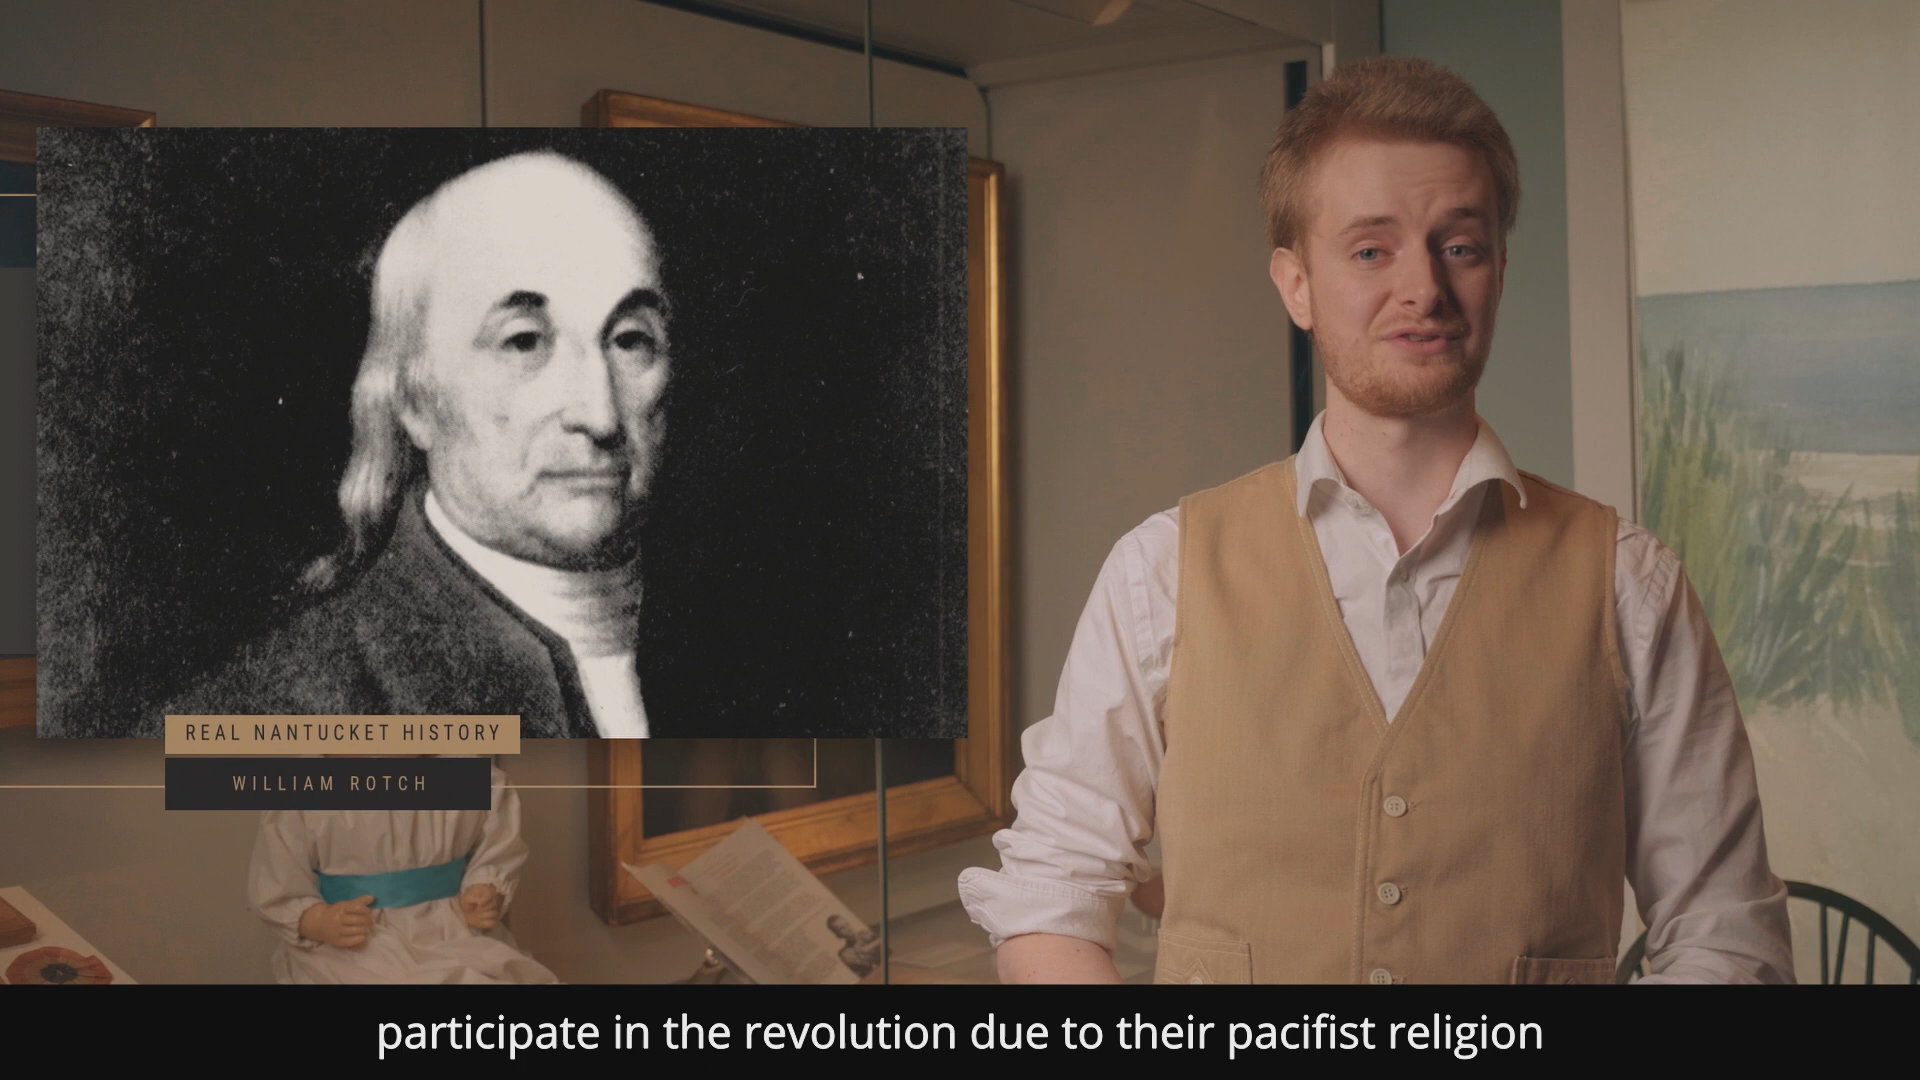 REAL NANTUCKET HISTORY
WILLIAM ROTCH
participate in the revolution due to their pacifist religion